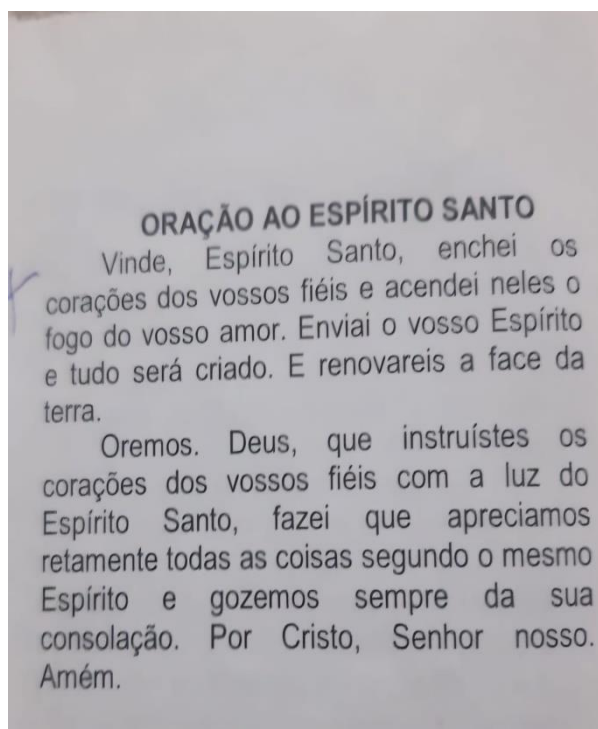 ORAÇÃO AO ESPÍRITO SANTO
Vinde, Espírito Santo, enchei os
corações dos vossos fiéis e acendei neles o
fogo do vosso amor. Enviai o vosso Espírito
e tudo será criado. E renovareis a face da
terra.
Oremos. Deus, que instruístes os
corações dos vossos fiéis com a luz do
Espírito Santo, fazei que apreciamos
retamente todas as coisas segundo o mesmo
Espírito e gozemos sempre da sua
consolação. Por Cristo, Senhor nosso.
Amém.